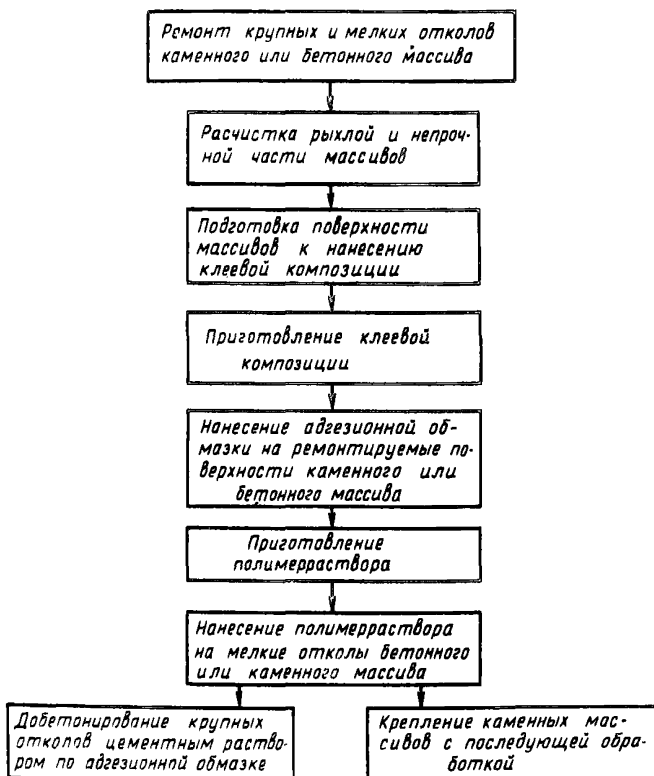 Ремонт крупных и мелких отколов
каменного или бетонного массива
Расчистка рыхлой и непроч-
ной части массивов
Подготовка поверхности
массивов к нанесению
клеевой композиции
Приготовление клеевой
композиции
Нанесение адгезионной об-
мазки на ремонтируемые по-
верхности каменного или
бетонного массива
Приготовление
полимерраствора
Нанесение полимерраствора
на мелкие отколы бетонного
или каменного массива
Добетонирование крупных
отколов цементным раство-
ром по адгезионной обмазке
Крепление каменных мас-
сивов с последующей обра-
боткой